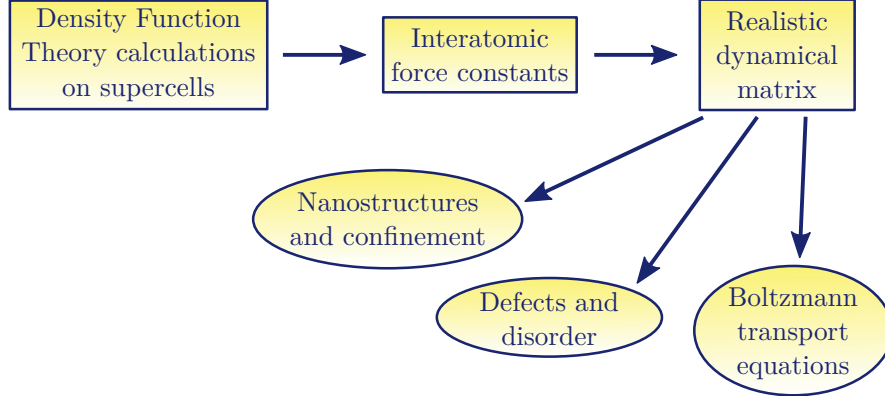 Density Function
Theory calculations
on supercells
Interatomic
force constants
Realistic
dynamical
matrix
Nanostructures
and confinement
Defects and
disorder
Boltzmann
transport
equations